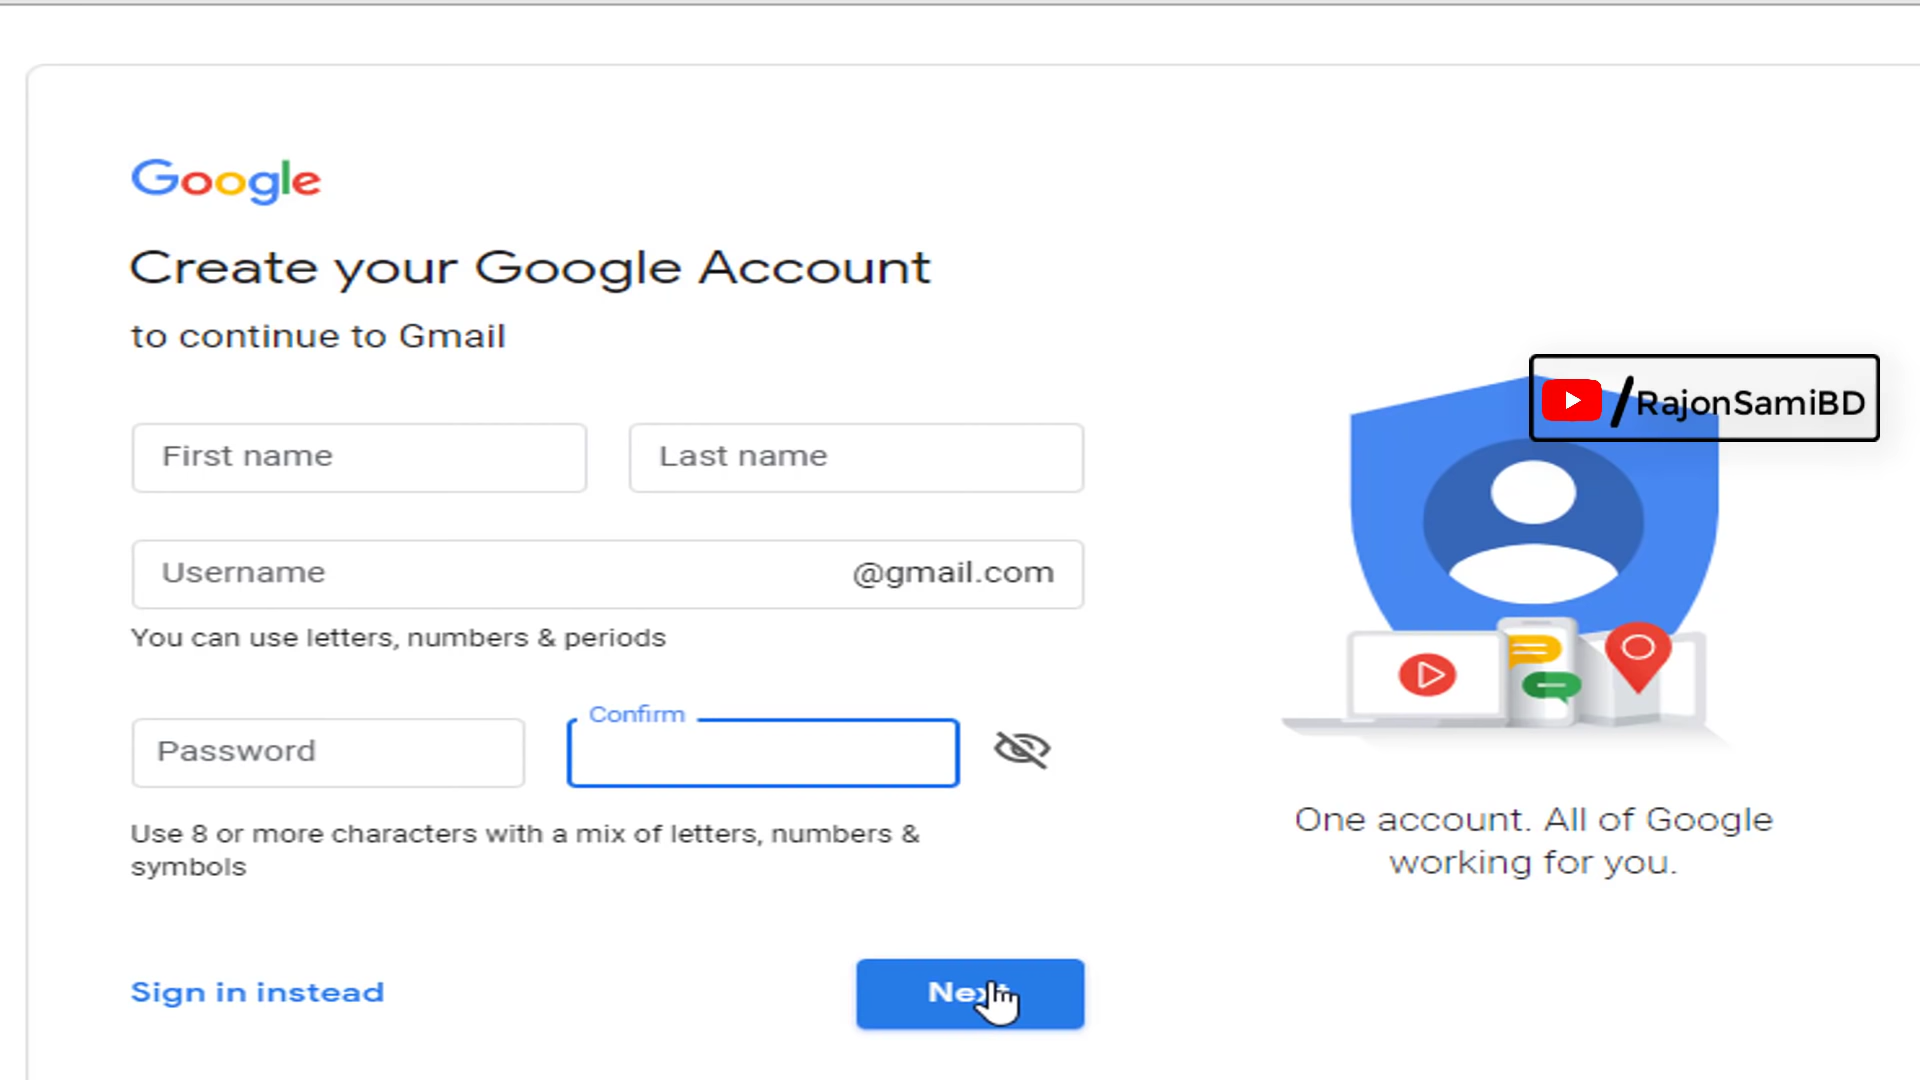 Google
Create your Google Account
to continue to Gmail
First name
Last name
Username
@gmail.com
You can use letters, numbers & periods
Password
Confirm
Use 8 or more characters with a mix of letters, numbers &
symbols
Sign in instead
Next
/RajonSamiBD
One account. All of Google
working for you.